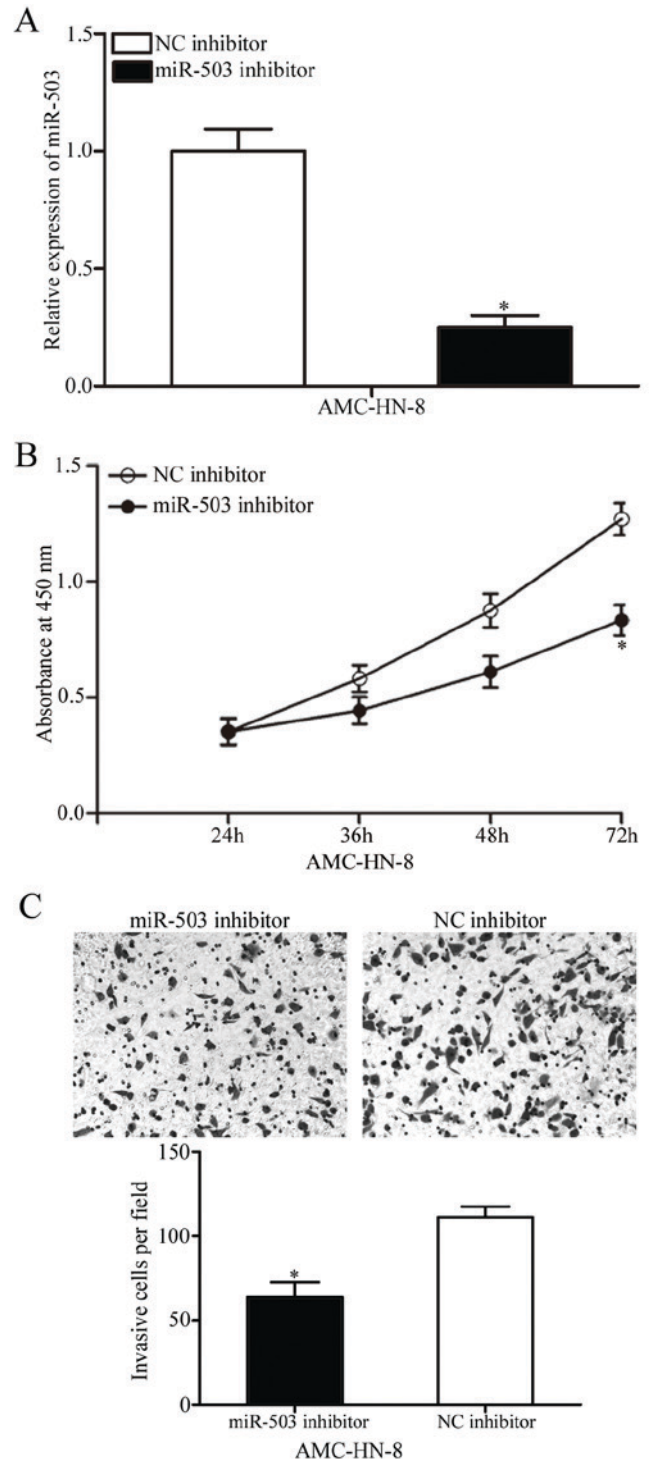 A
1.5
NC inhibitor
miR-503 inhibitor
1.0
0.5
0.0
Relative expression of miR-503
*
AMC-HN-8
B
1.5
NC inhibitor
miR-503 inhibitor
1.0
0.5
0.0
Absorbance at 450 nm
*
24h 36h 48h 72h
AMC-HN-8
C
miR-503 inhibitor NC inhibitor
150
100
50
0
Invasive cells per field
*
miR-503 inhibitor NC inhibitor
AMC-HN-8